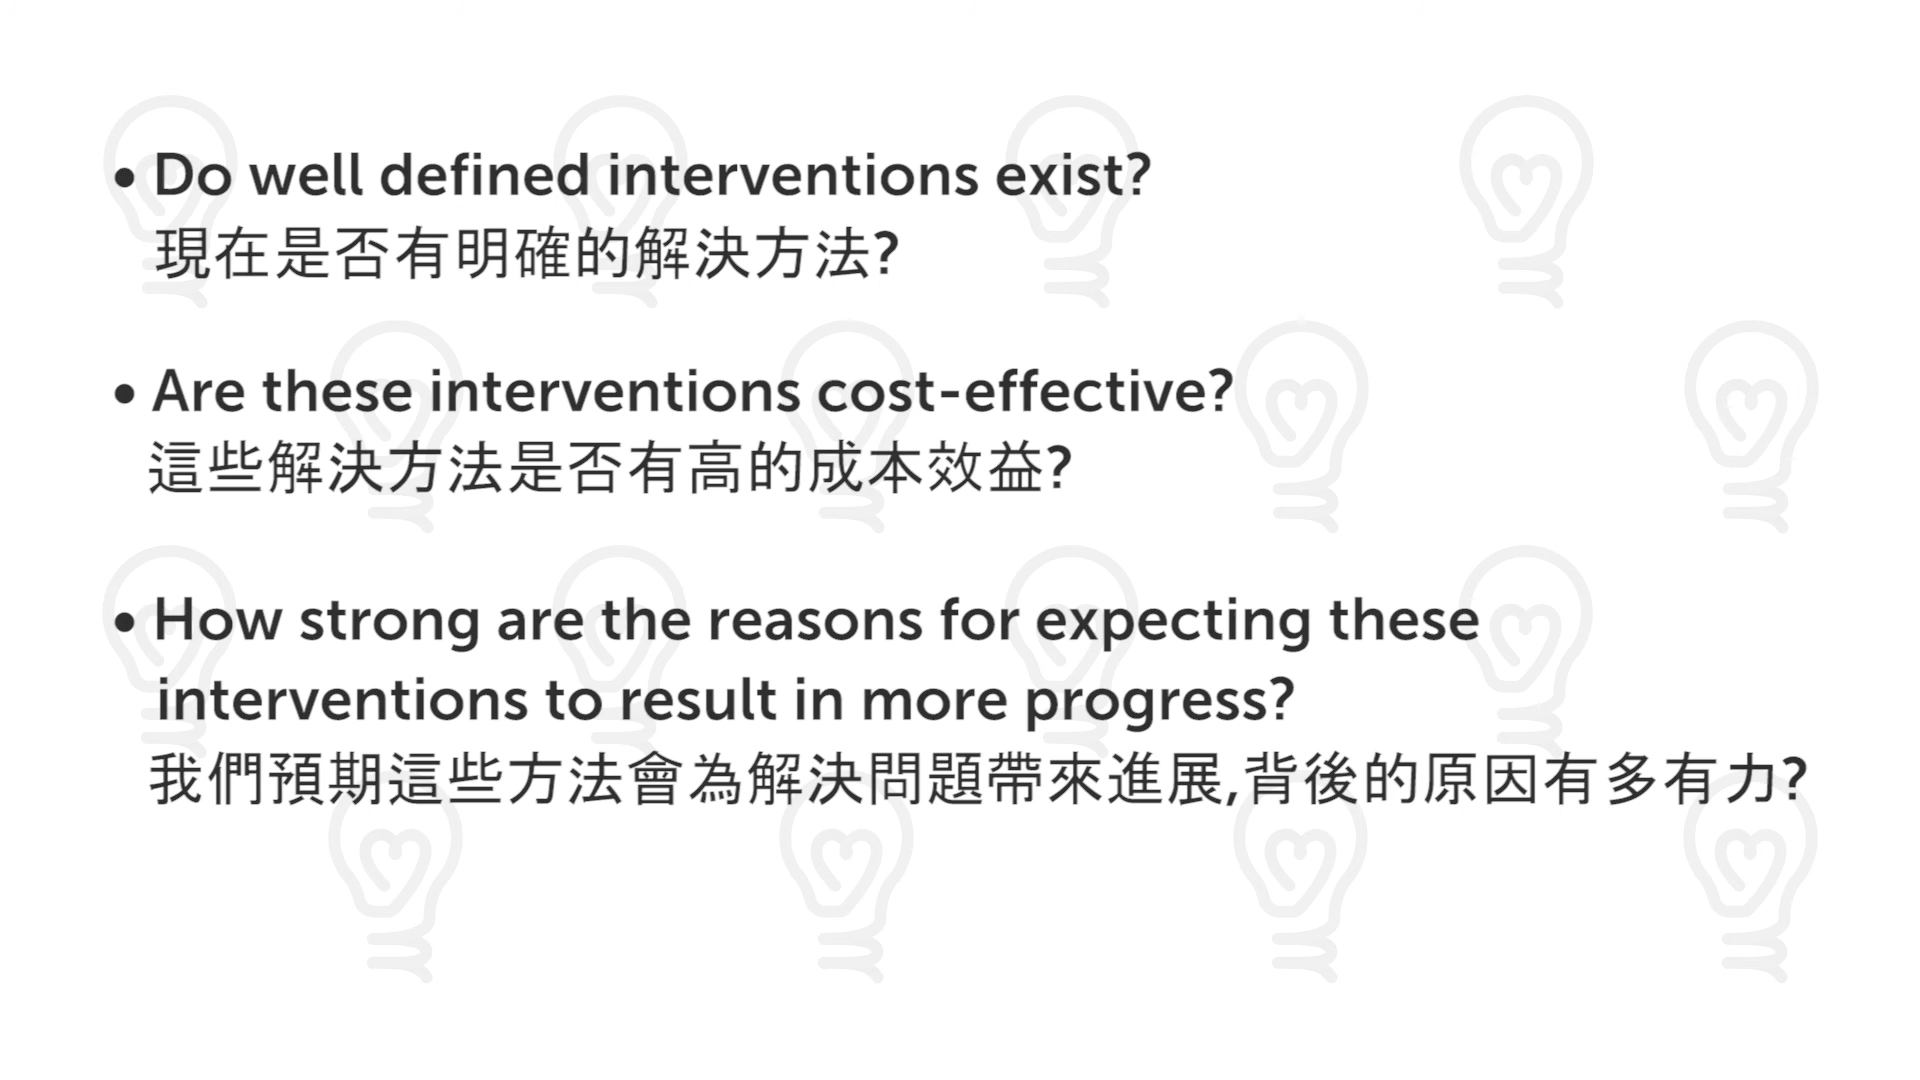 • Do well defined interventions exist?
現在是否有明確的解決方法?
• Are these interventions cost-effective?
這些解決方法是否有高的成本效益?
• How strong are the reasons for expecting these
interventions to result in more progress?
我們預期這些方法會為解決問題帶來進展,背後的原因有多有力?